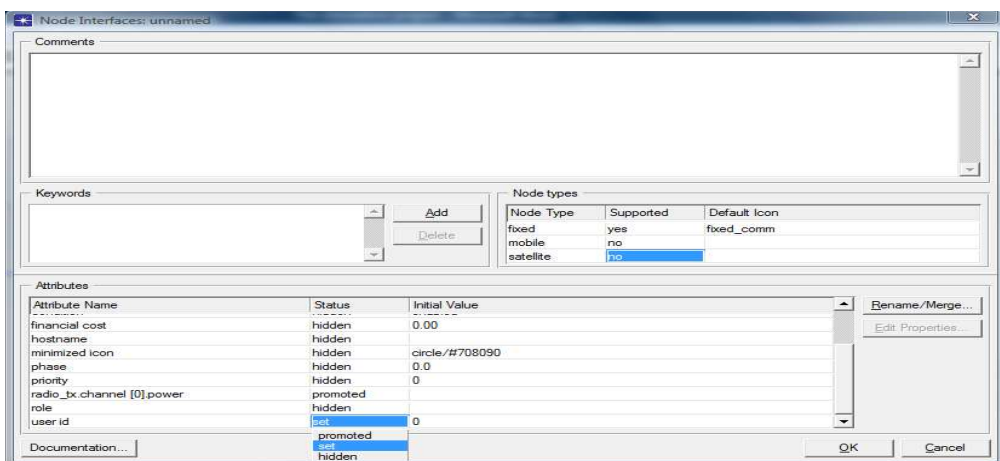 Node Interfaces: unnamed
Comments
Keywords
Add
Delete
Node types
Node Type Supported Default Icon
fixed yes fixed_comm
mobile no
satellite no
Attributes
Attribute Name Status Initial Value
financial cost hidden 0.00
hostname hidden
minimized icon hidden circle/#708090
phase hidden 0.0
priority hidden 0
radio_tx.channel [0].power promoted
role hidden
user id set 0
promoted
set
hidden
Rename/Merge...
Edit Properties...
Documentation...
OK
Cancel